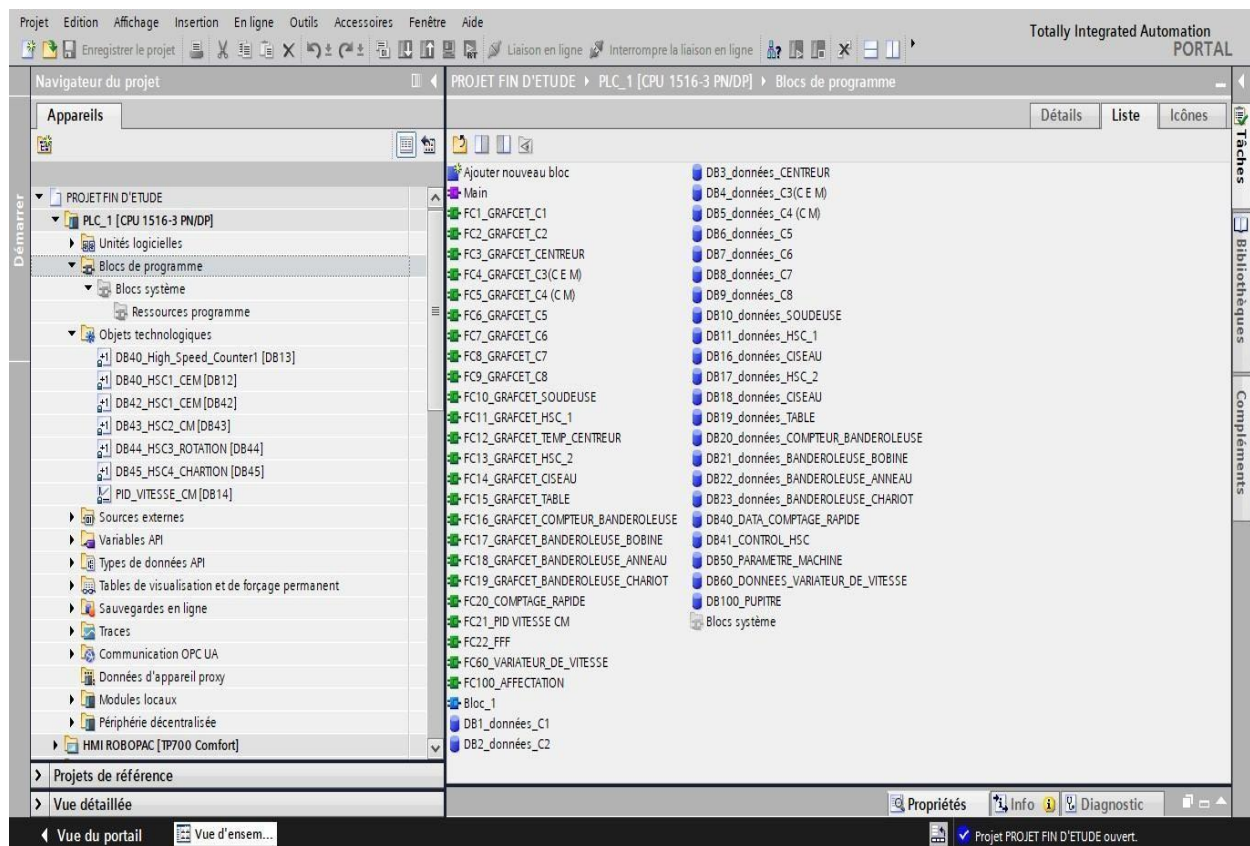 Projet Edition Affichage Insertion En ligne Outils Accessoires Fenêtre Aide
Totally Integrated Automation
PORTAL
Enregistrer le projet
Liaison en ligne
Interrompre la liaison en ligne
Navigateur du projet
PROJET FIN D'ETUDE
PLC_1 [CPU 1516-3 PN/DP]
Blocs de programme
Appareils
Détails
Liste
Icônes
Démarrer
PROJET FIN D'ETUDE
PLC_1 [CPU 1516-3 PN/DP]
Unités logicielles
Blocs de programme
Blocs système
Ressources programme
Objets technologiques
DB40_High_Speed_Counter1 [DB13]
DB40_HSC1_CEM [DB12]
DB42_HSC1_CEM [DB42]
DB43_HSC2_CM [DB43]
DB44_HSC3_ROTATION [DB44]
DB45_HSC4_CHARTION [DB45]
PID_VITESSE_CM [DB14]
Sources externes
Variables API
Types de données API
Tables de visualisation et de forçage permanent
Sauvegardes en ligne
Traces
Communication OPC UA
Données d'appareil proxy
Modules locaux
Périphérie décentralisée
HMI ROBOPAC [TP700 Comfort]
Projets de référence
Vue détaillée
Ajouter nouveau bloc
Main
FC1_GRAFCET_C1
FC2_GRAFCET_C2
FC3_GRAFCET_CENTREUR
FC4_GRAFCET_C3(C E M)
FC5_GRAFCET_C4 (C M)
FC6_GRAFCET_C5
FC7_GRAFCET_C6
FC8_GRAFCET_C7
FC9_GRAFCET_C8
FC10_GRAFCET_SOUDEUSE
FC11_GRAFCET_HSC_1
FC12_GRAFCET_TEMP_CENTREUR
FC13_GRAFCET_HSC_2
FC14_GRAFCET_CISEAU
FC15_GRAFCET_TABLE
FC16_GRAFCET_COMPTEUR_BANDEROLEUSE
FC17_GRAFCET_BANDEROLEUSE_BOBINE
FC18_GRAFCET_BANDEROLEUSE_ANNEAU
FC19_GRAFCET_BANDEROLEUSE_CHARIOT
FC20_COMPTAGE_RAPIDE
FC21_PID VITESSE CM
FC22_FFF
FC60_VARIATEUR_DE_VITESSE
FC100_AFFECTATION
Bloc_1
DB1_données_C1
DB2_données_C2
DB3_données_CENTREUR
DB4_données_C3(C E M)
DB5_données_C4 (C M)
DB6_données_C5
DB7_données_C6
DB8_données_C7
DB9_données_C8
DB10_données_SOUDEUSE
DB11_données_HSC_1
DB16_données_CISEAU
DB17_données_HSC_2
DB18_données_CISEAU
DB19_données_TABLE
DB20_données_COMPTEUR_BANDEROLEUSE
DB21_données_BANDEROLEUSE_BOBINE
DB22_données_BANDEROLEUSE_ANNEAU
DB23_données_BANDEROLEUSE_CHARIOT
DB40_DATA_COMPTAGE_RAPIDE
DB41_CONTROL_HSC
DB50_PARAMETRE_MACHINE
DB60_DONNEES_VARIATEUR_DE_VITESSE
DB100_PUPITRE
Blocs système
Tâches
Bibliothèques
Compléments
Propriétés
Info
Diagnostic
Vue du portail
Vue d'ensem...
Projet PROJET FIN D'ETUDE ouvert.